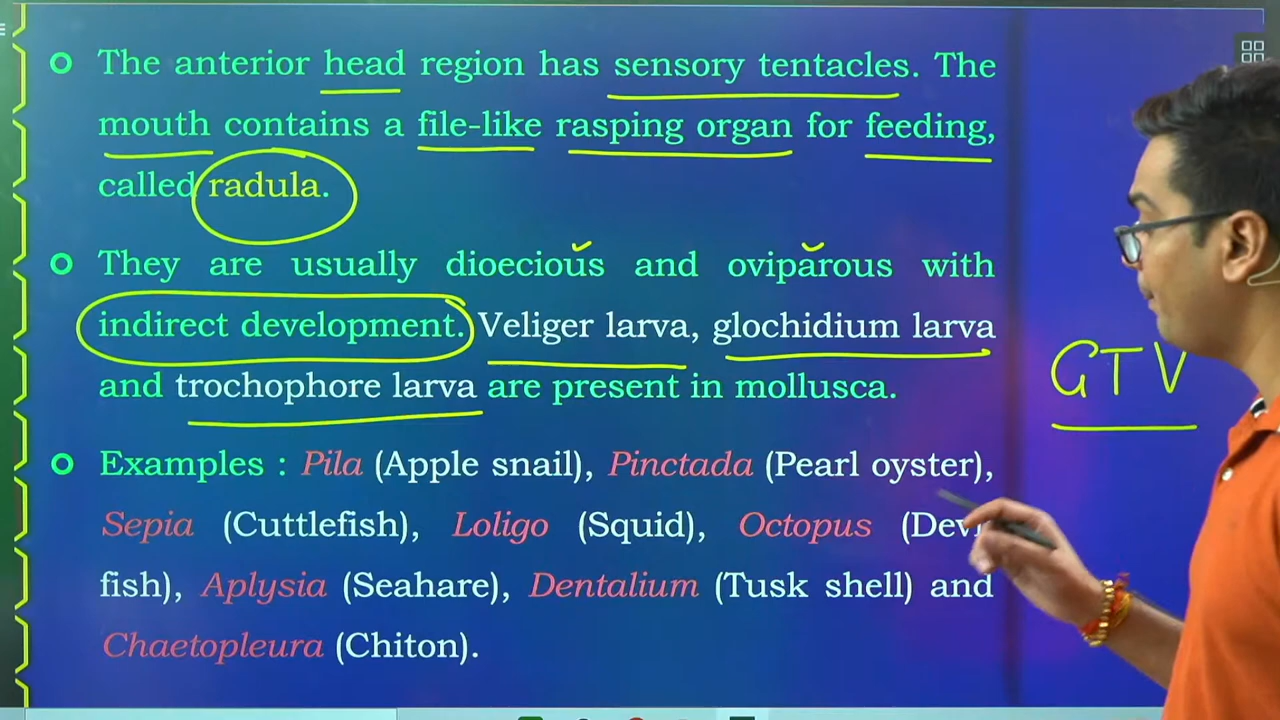 The anterior head region has sensory tentacles. The
mouth contains a file-like rasping organ for feeding,
called radula.
They are usually dioecious and oviparous with
indirect development. Veliger larva, glochidium larva
and trochophore larva are present in mollusca.
GTV
Examples : Pila (Apple snail), Pinctada (Pearl oyster),
Sepia (Cuttlefish), Loligo (Squid), Octopus (Devi
fish), Aplysia (Seahare), Dentalium (Tusk shell) and
Chaetopleura (Chiton).